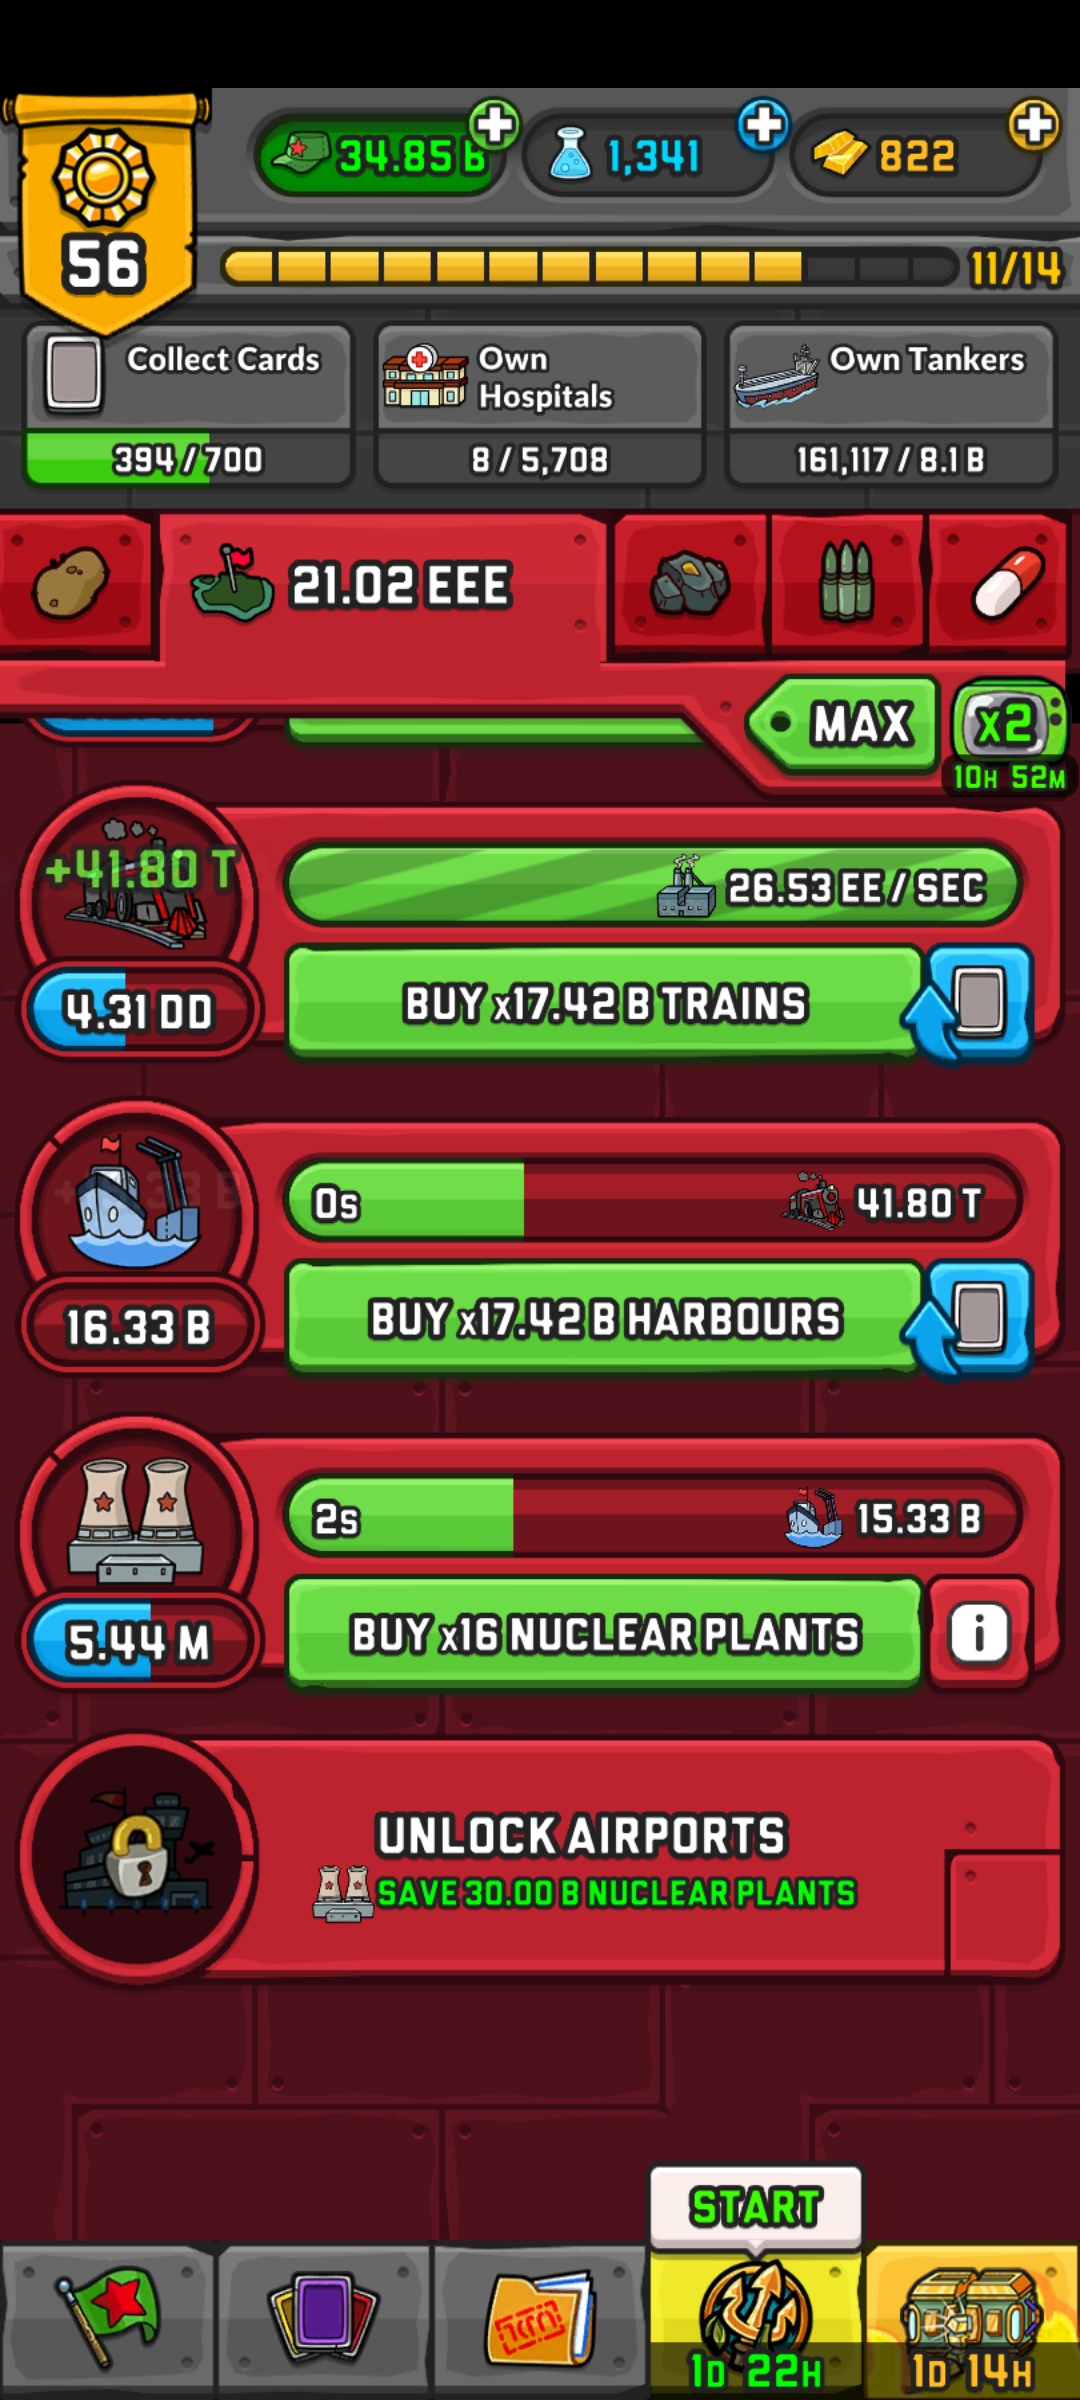 34.85 B
1,341
822
56
11/14
Collect Cards
394 / 700
Own
Hospitals
8 / 5,708
Own Tankers
161,117 / 8.1 B
21.02 EEE
MAX
x2
10H 52M
+41.80 T
26.53 EE / SEC
4.31 DD
BUY x17.42 B TRAINS
0s
41.80 T
16.33 B
BUY x17.42 B HARBOURS
2s
15.33 B
5.44 M
BUY x16 NUCLEAR PLANTS
i
UNLOCK AIRPORTS
SAVE 30.00 B NUCLEAR PLANTS
START
1D 22H
1D 14H